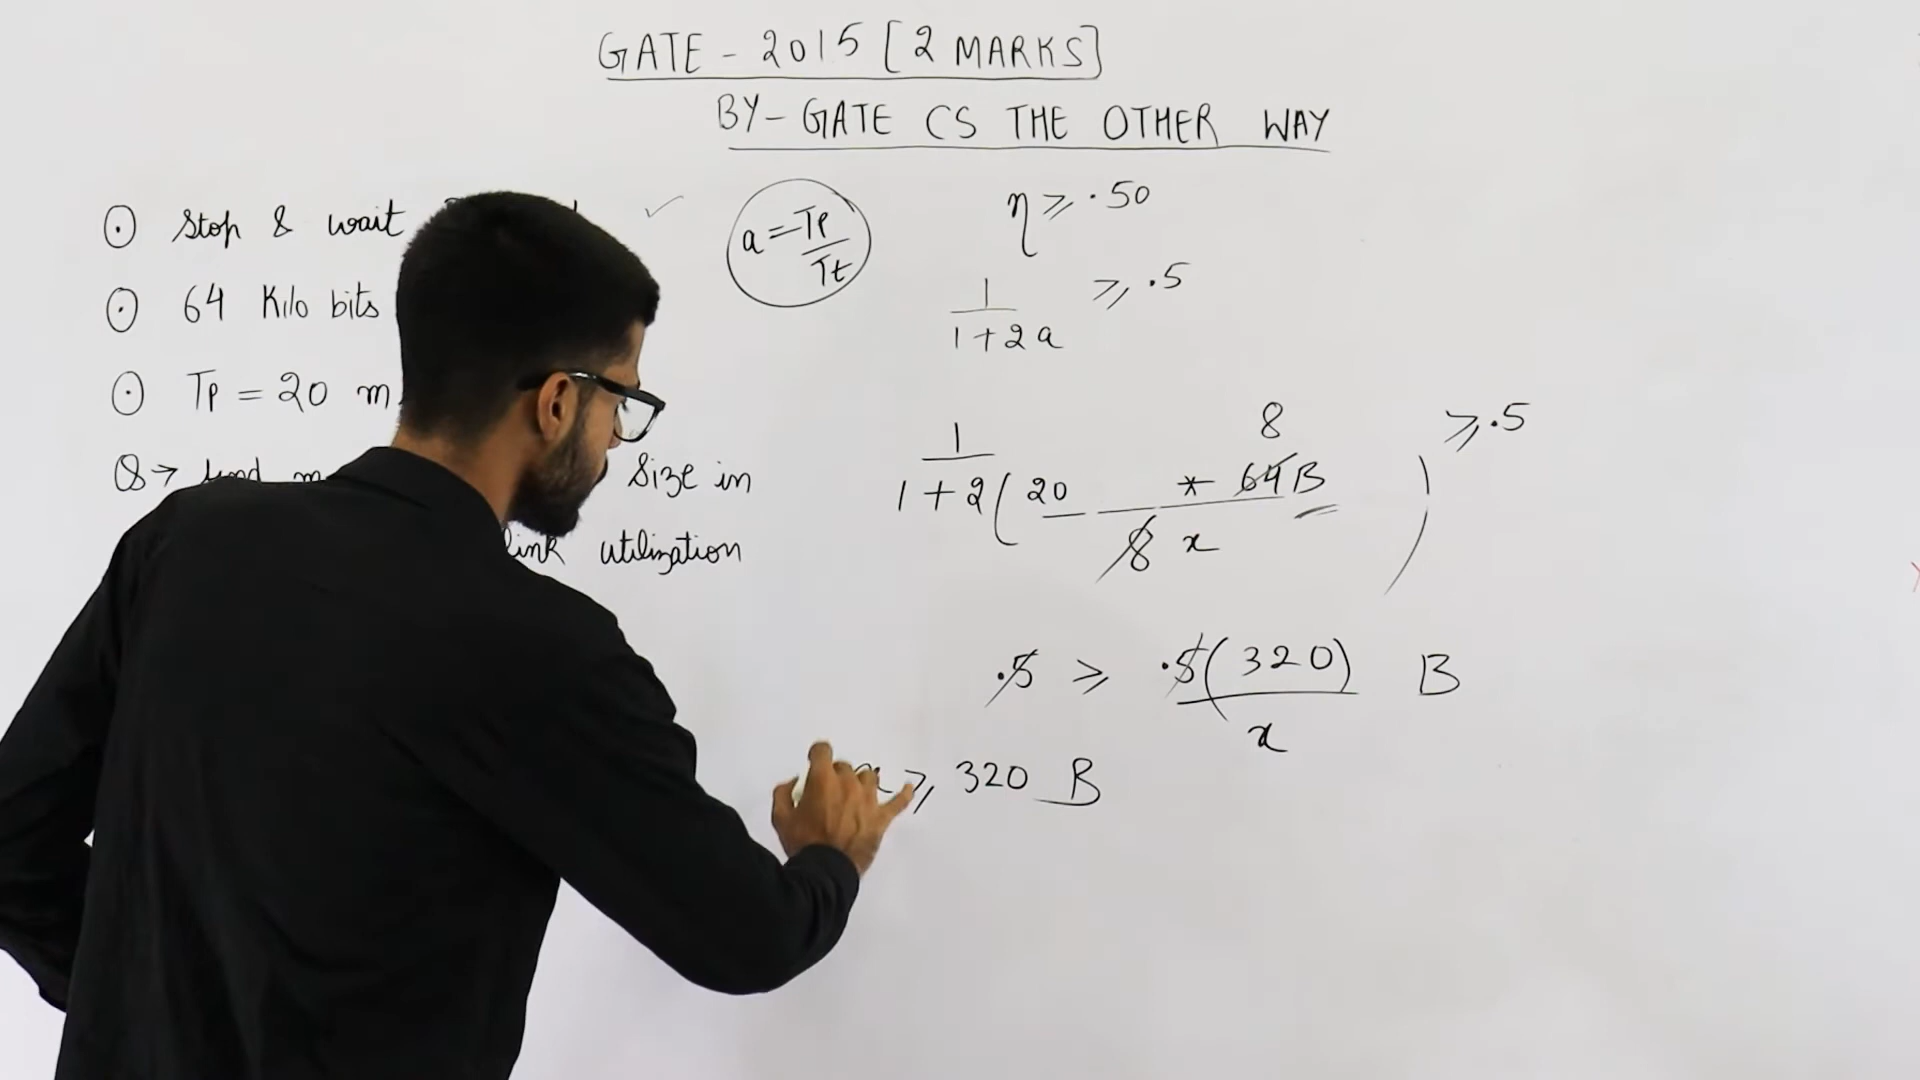 GATE - 2015 [2 MARKS]
BY - GATE CS THE OTHER WAY
⊙ Stop & wait
⊙ 64 Kilo bits
⊙ Tp = 20 m
Q → size in
link utilization
a = Tp / Tt
η ≥ .50
1 / (1 + 2a) ≥ .5
8
1 / (1 + 2(20 * 64B / 8x)) ≥ .5
.5 ≥ .5(320) / x B
x ≥ 320 B